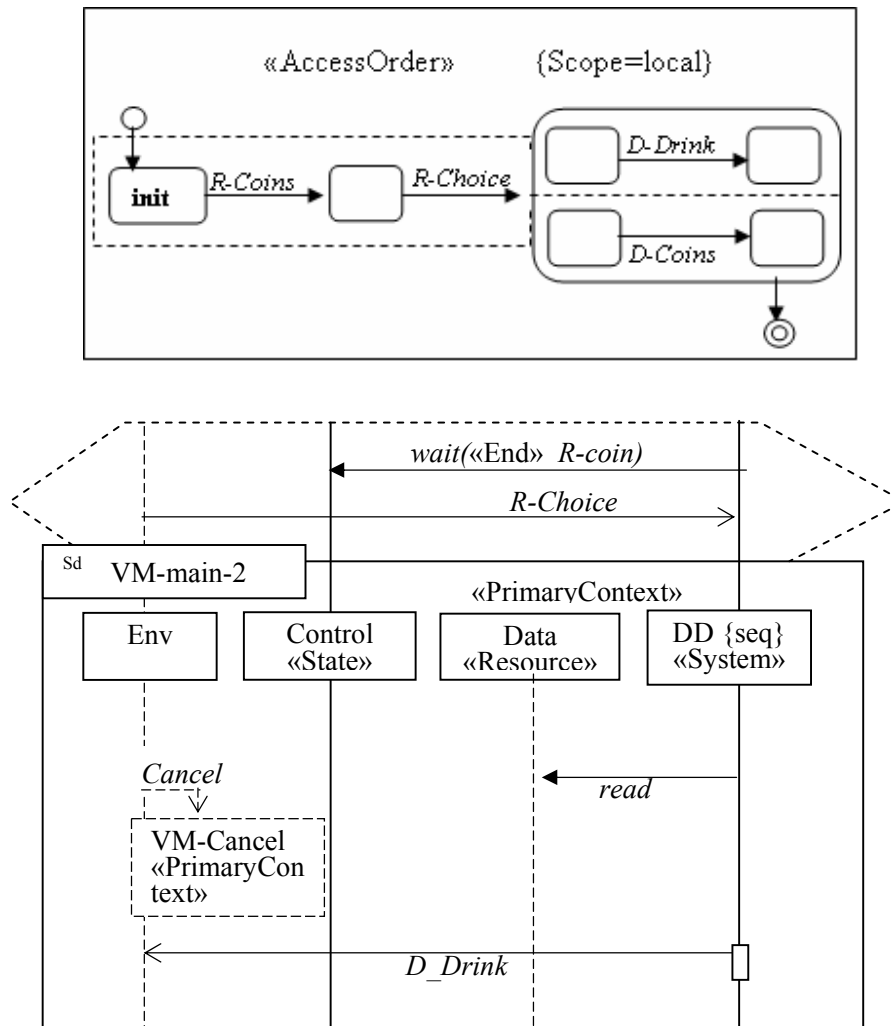 «AccessOrder» {Scope=local}
D-Drink
init R-Coins R-Choice
D-Coins
wait(«End» R-coin)
R-Choice
Sd VM-main-2
«PrimaryContext»
Env
Control
«State»
Data
«Resource»
DD {seq}
«System»
Cancel
read
VM-Cancel
«PrimaryCon
text»
D_Drink